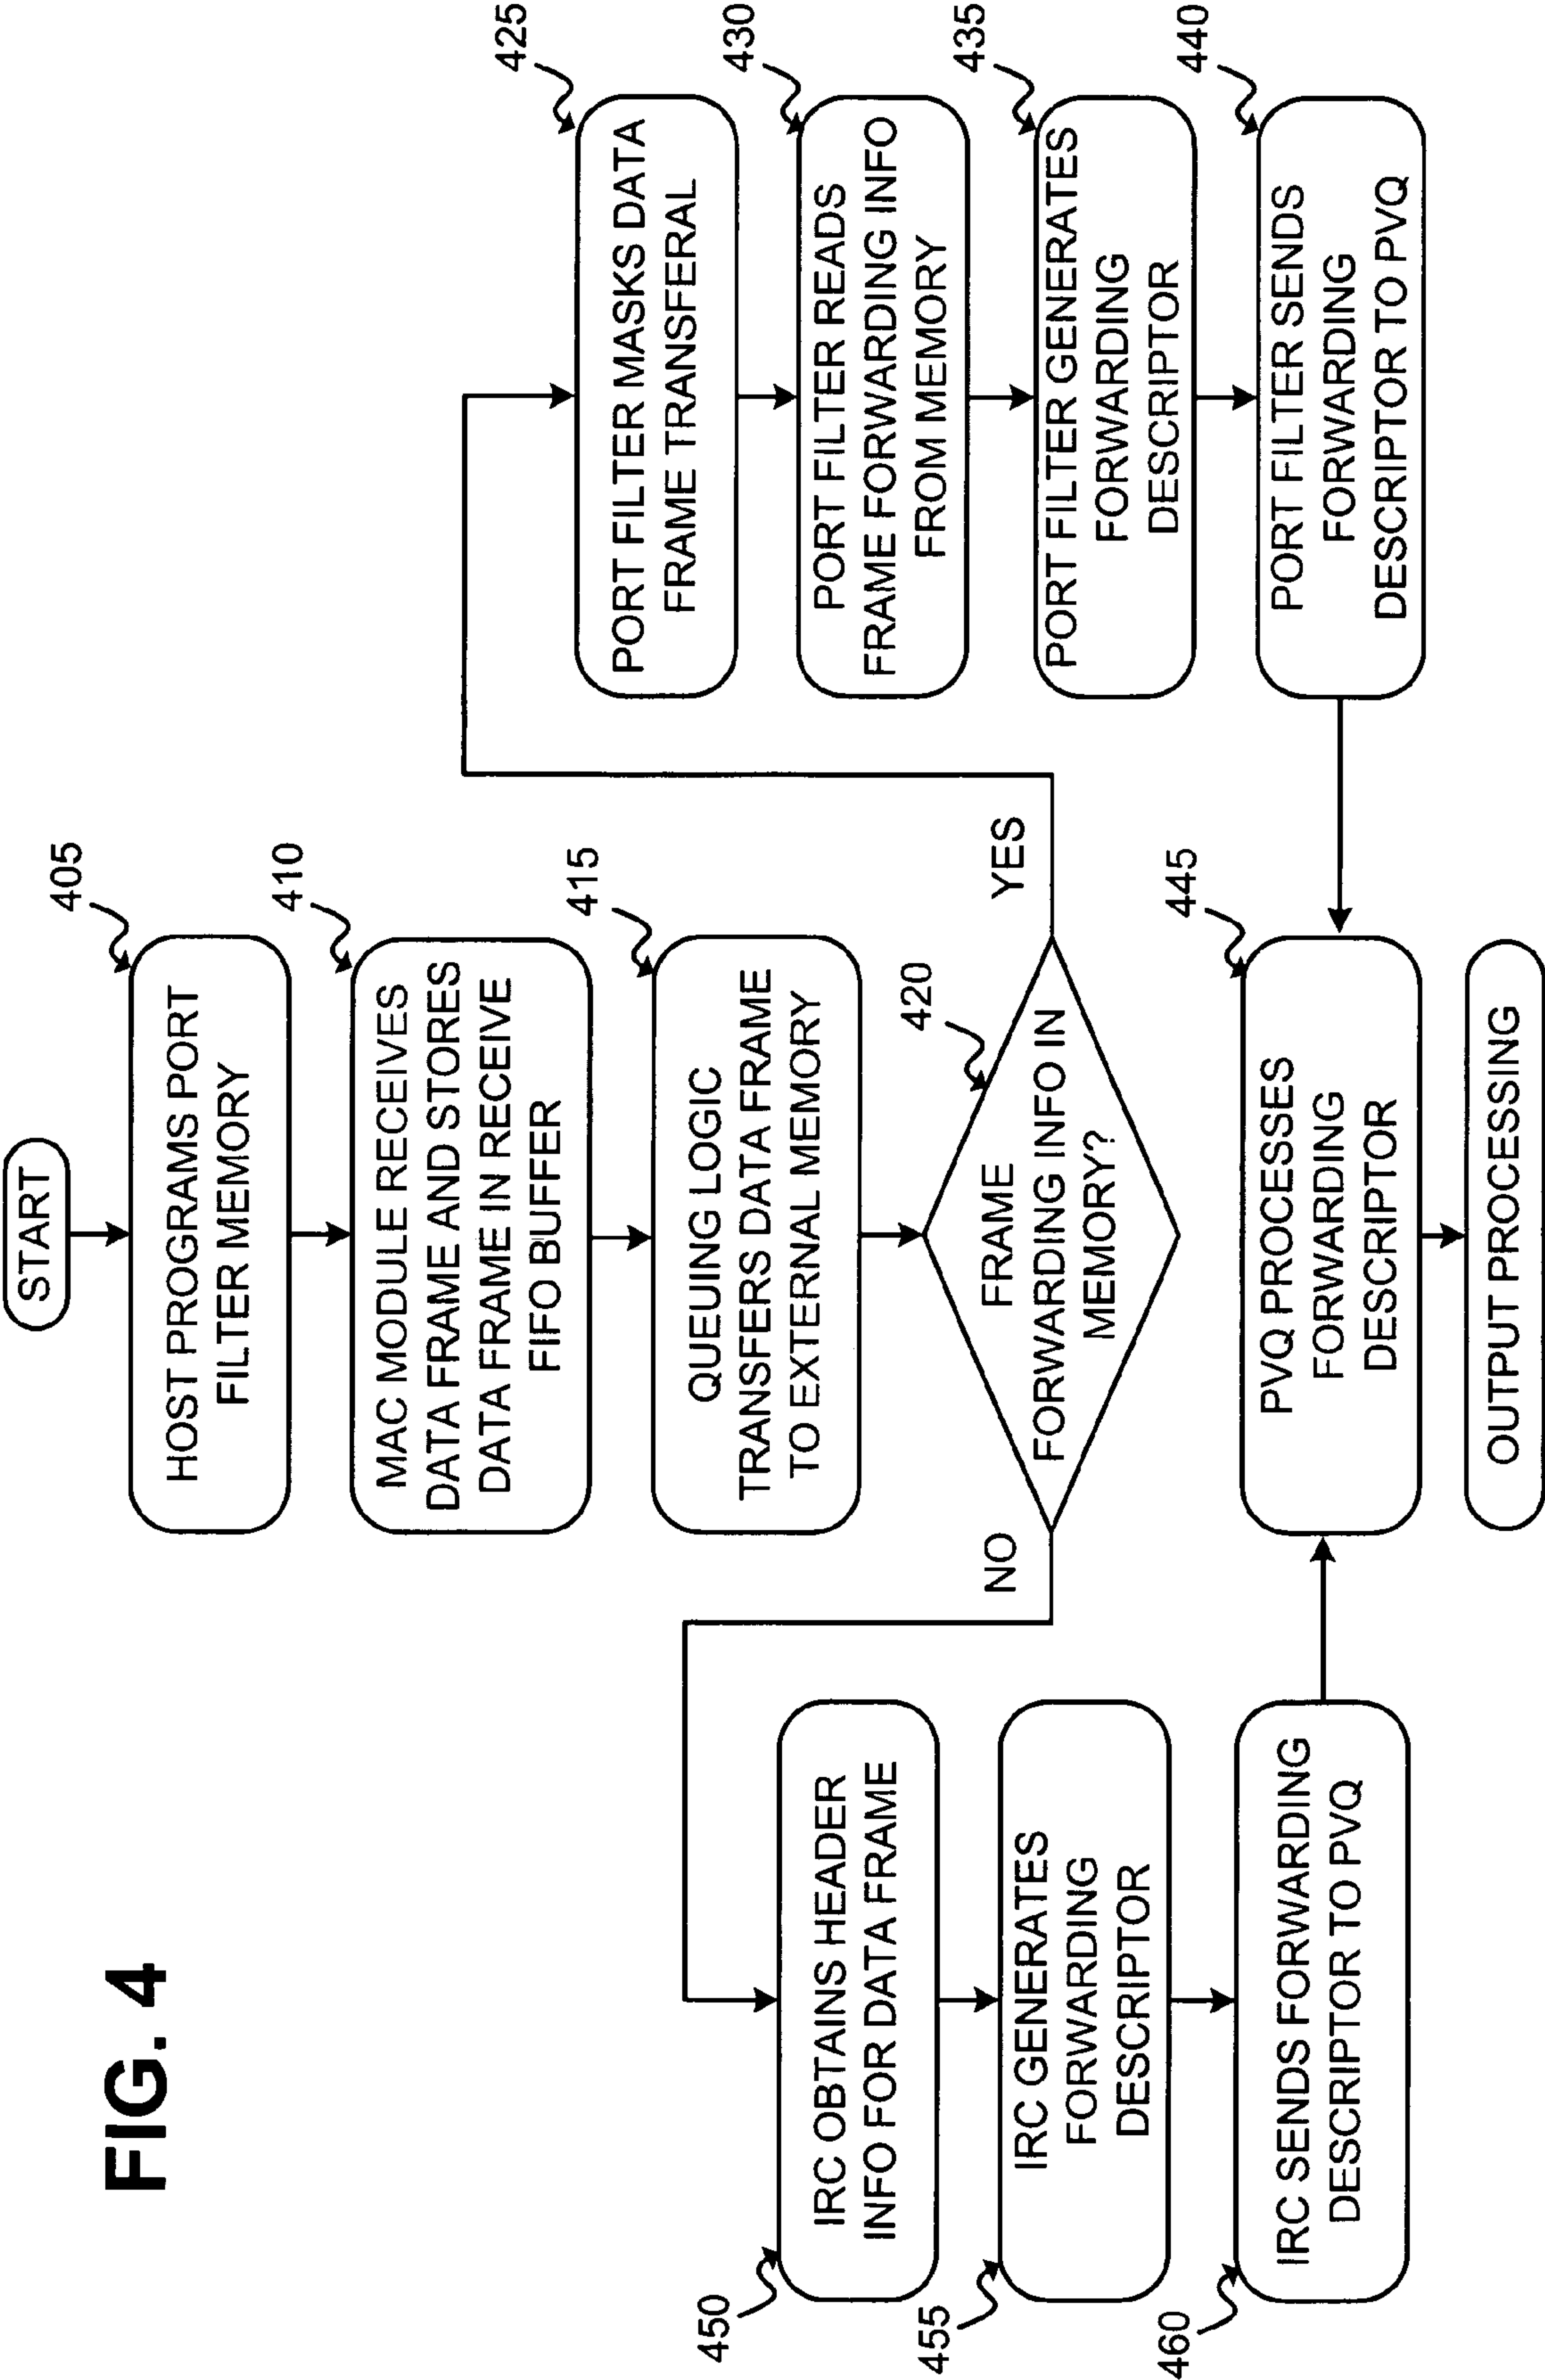 FIG. 4
START
405
HOST PROGRAMS PORT
FILTER MEMORY
410
MAC MODULE RECEIVES
DATA FRAME AND STORES
DATA FRAME IN RECEIVE
FIFO BUFFER
415
QUEUING LOGIC
TRANSFERS DATA FRAME
TO EXTERNAL MEMORY
420
FRAME
FORWARDING INFO IN
MEMORY?
NO
YES
425
PORT FILTER MASKS DATA
FRAME TRANSFERAL
430
PORT FILTER READS
FRAME FORWARDING INFO
FROM MEMORY
435
PORT FILTER GENERATES
FORWARDING
DESCRIPTOR
440
PORT FILTER SENDS
FORWARDING
DESCRIPTOR TO PVQ
450
IRC OBTAINS HEADER
INFO FOR DATA FRAME
455
IRC GENERATES
FORWARDING
DESCRIPTOR
460
IRC SENDS FORWARDING
DESCRIPTOR TO PVQ
445
PVQ PROCESSES
FORWARDING
DESCRIPTOR
OUTPUT PROCESSING